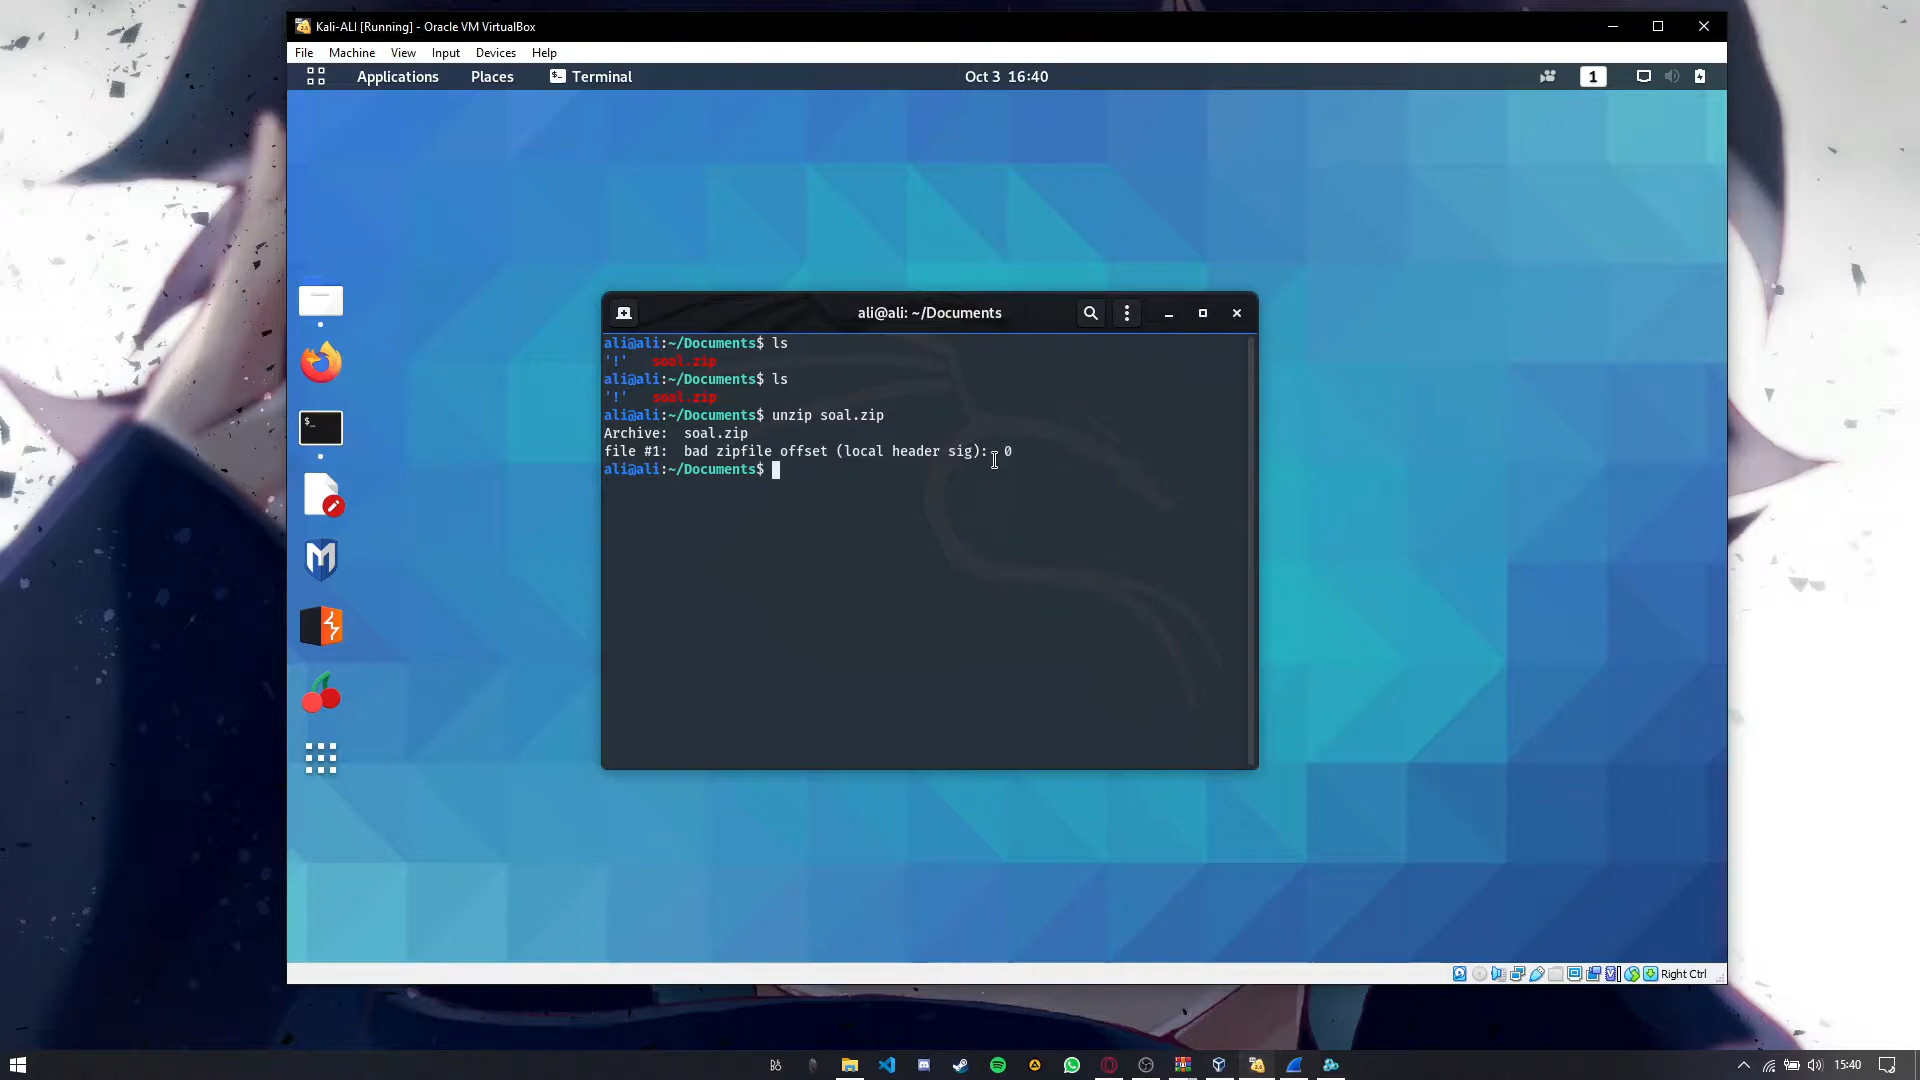 Kali-ALI [Running] - Oracle VM VirtualBox
File Machine View Input Devices Help
Applications Places Terminal Oct 3 16:40 1
ali@ali: ~/Documents
ali@ali:~/Documents$ ls
'!' soal.zip
ali@ali:~/Documents$ ls
'!' soal.zip
ali@ali:~/Documents$ unzip soal.zip
Archive: soal.zip
file #1: bad zipfile offset (local header sig): 0
ali@ali:~/Documents$
Right Ctrl
15:40